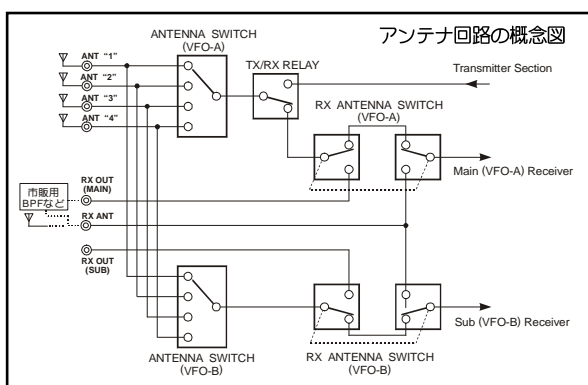 アンテナ回路の概念図
ANTENNA SWITCH
(VFO-A)
ANT “1”
ANT “2”
ANT “3”
ANT “4”
TX/RX RELAY
Transmitter Section
RX ANTENNA SWITCH
(VFO-A)
Main (VFO-A) Receiver
RX OUT
(MAIN)
市販用
BPFなど
RX ANT
RX OUT
(SUB)
Sub (VFO-B) Receiver
ANTENNA SWITCH
(VFO-B)
RX ANTENNA SWITCH
(VFO-B)